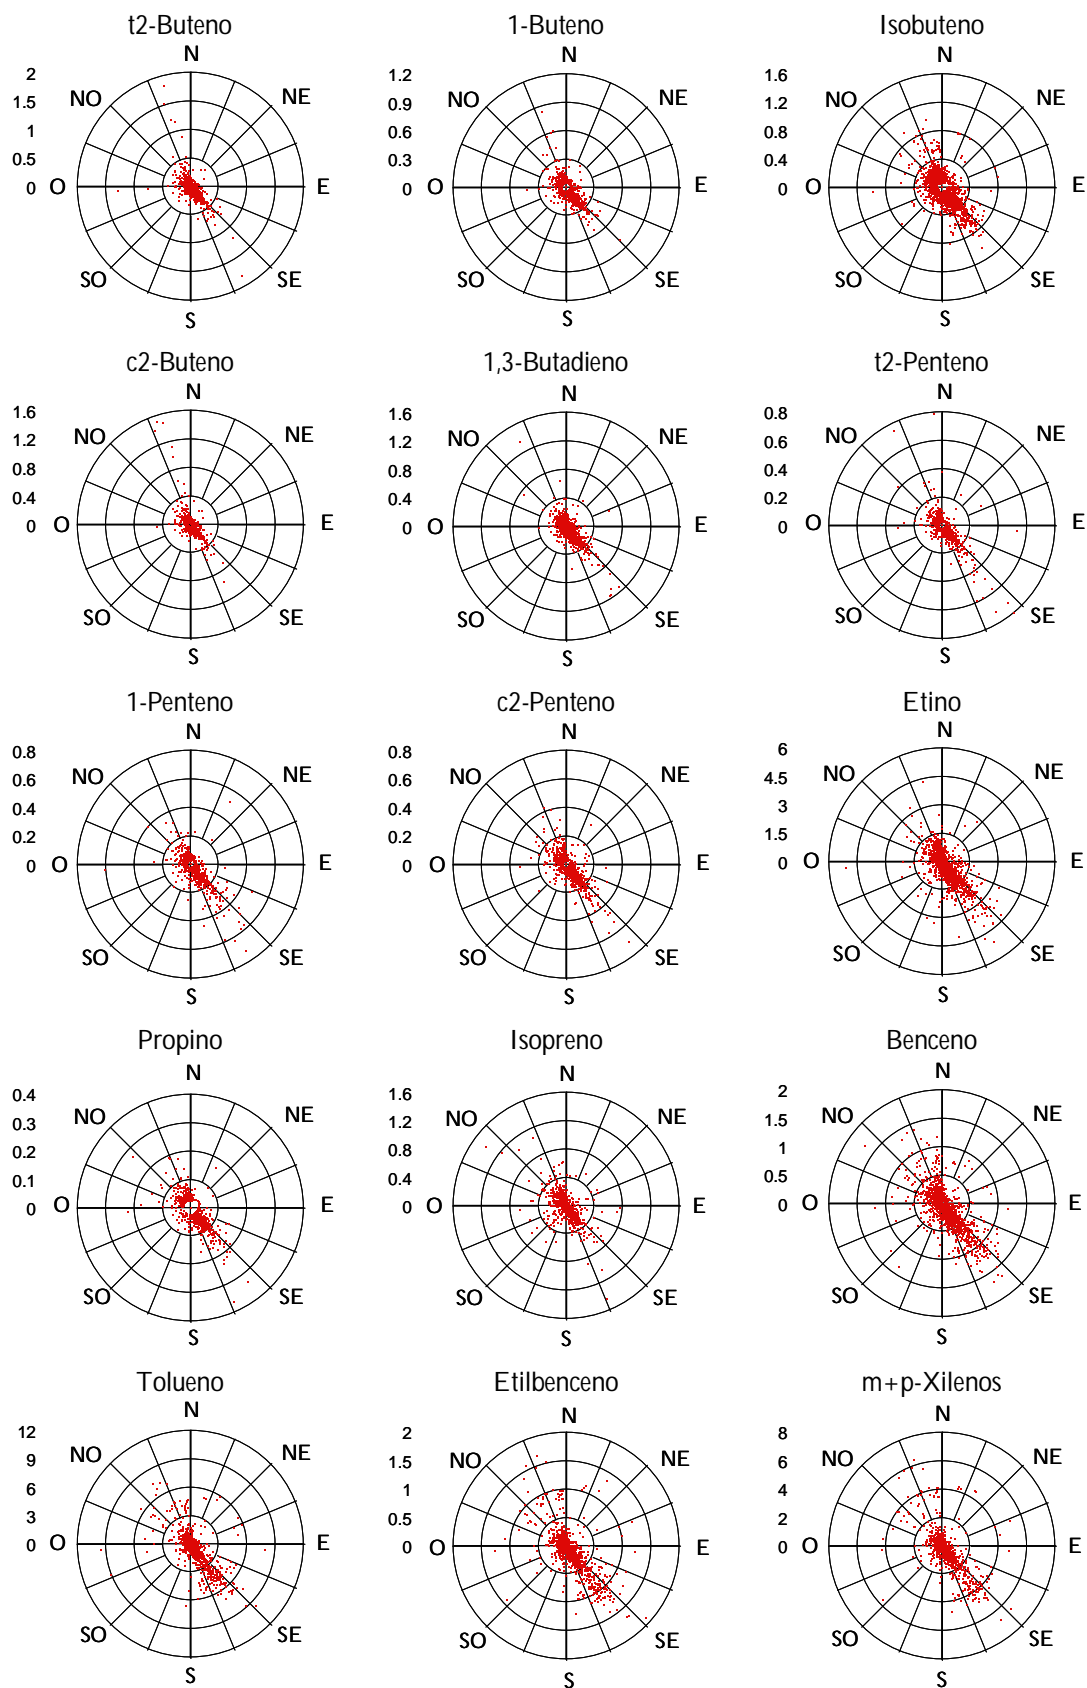 t2-Buteno 1-Buteno Isobuteno
N N N
2 1.2 1.6
NO NE NO NE NO NE
1.5 0.9 1.2
1 0.6 0.8
0.5 0.3 0.4
0 O E 0 O E 0 O E
SO SE SO SE SO SE
S S S
c2-Buteno 1,3-Butadieno t2-Penteno
N N N
1.6 1.6 0.8
NO NE NO NE NO NE
1.2 1.2 0.6
0.8 0.8 0.4
0.4 0.4 0.2
0 O E 0 O E 0 O E
SO SE SO SE SO SE
S S S
1-Penteno c2-Penteno Etino
N N N
0.8 0.8 6
NO NE NO NE NO NE
0.6 0.6 4.5
0.4 0.4 3
0.2 0.2 1.5
0 O E 0 O E 0 O E
SO SE SO SE SO SE
S S S
Propino Isopreno Benceno
N N N
0.4 1.6 2
NO NE NO NE NO NE
0.3 1.2 1.5
0.2 0.8 1
0.1 0.4 0.5
0 O E 0 O E 0 O E
SO SE SO SE SO SE
S S S
Tolueno Etilbenceno m+p-Xilenos
N N N
12 2 8
NO NE NO NE NO NE
9 1.5 6
6 1 4
3 0.5 2
0 O E 0 O E 0 O E
SO SE SO SE SO SE
S S S